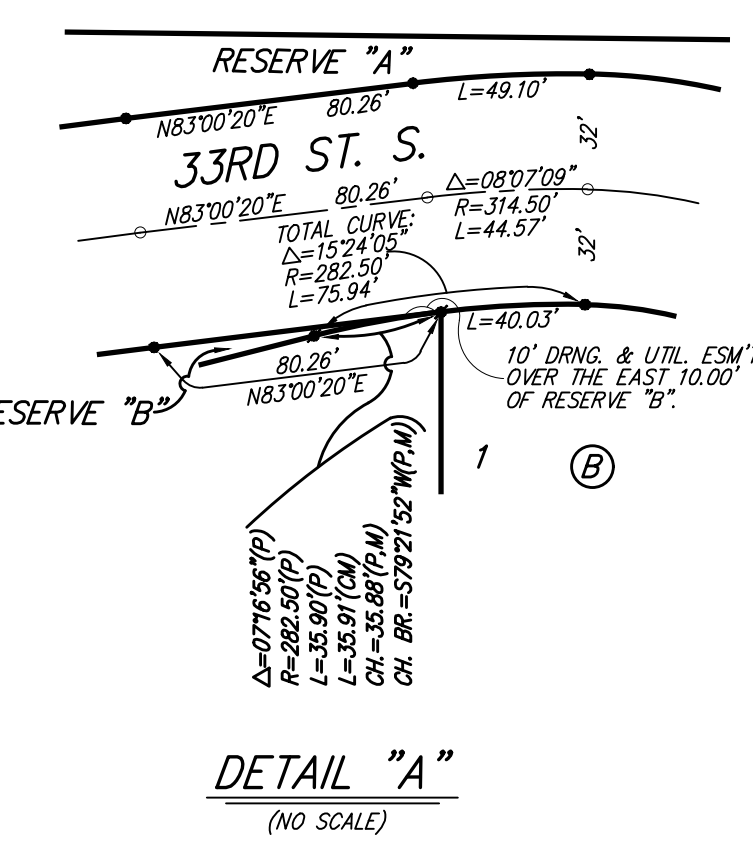 RESERVE "A"
N83°00'20"E 80.26' L=49.10'
32'
33RD ST. S.
N83°00'20"E 80.26' △=08°07'09"
R=314.50'
L=44.57'
TOTAL CURVE:
△=15°24'05"
R=282.50'
L=75.94'
32'
L=40.03'
80.26'
N83°00'20"E
10' DRNG. & UTIL. ESM'T
OVER THE EAST 10.00'
OF RESERVE "B".
ESERVE "B"
1
B
△=07°16'56"(P)
R=282.50'(P)
L=35.90'(P)
L=35.91'(CM)
CH.=35.88'(P,M)
CH. BR.=S79°21'52"W(P,M)
DETAIL "A"
(NO SCALE)